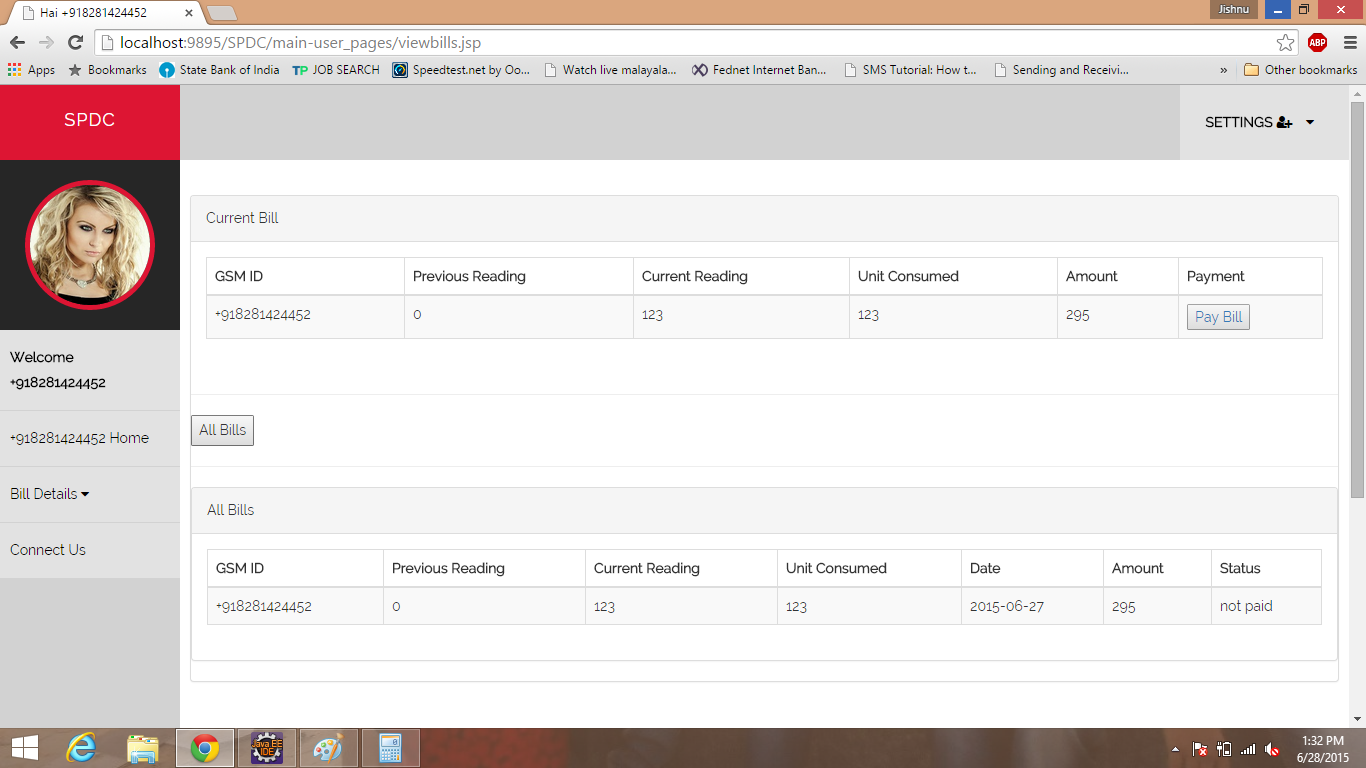 Hai +918281424452
Jishnu
localhost:9895/SPDC/main-user_pages/viewbills.jsp
ABP
Apps Bookmarks State Bank of India TP JOB SEARCH Speedtest.net by Oo... Watch live malayala... Fednet Internet Ban... SMS Tutorial: How t... Sending and Receivi... » Other bookmarks
SPDC
SETTINGS
Welcome
+918281424452
+918281424452 Home
Bill Details
Connect Us
Current Bill
GSM ID Previous Reading Current Reading Unit Consumed Amount Payment
+918281424452 0 123 123 295 Pay Bill
All Bills
All Bills
GSM ID Previous Reading Current Reading Unit Consumed Date Amount Status
+918281424452 0 123 123 2015-06-27 295 not paid
Java EE
IDE
1:32 PM
6/28/2015